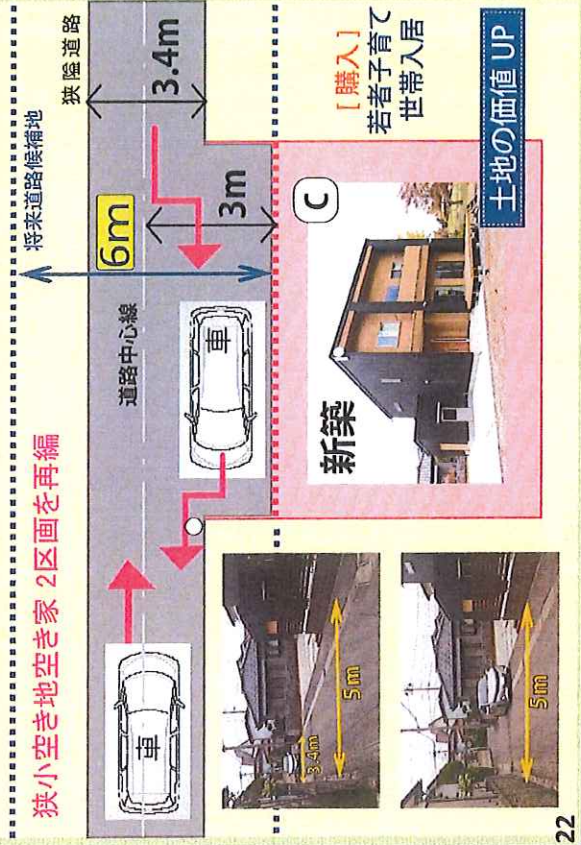 狭小空き地空き家 2区画を再編
将来道路候補地
狭隘道路
道路中心線
6m
3.4m
3m
車
車
3.4m
5m
5m
新築
C
[購入]
若者子育て
世帯入居
土地の価値 UP
22